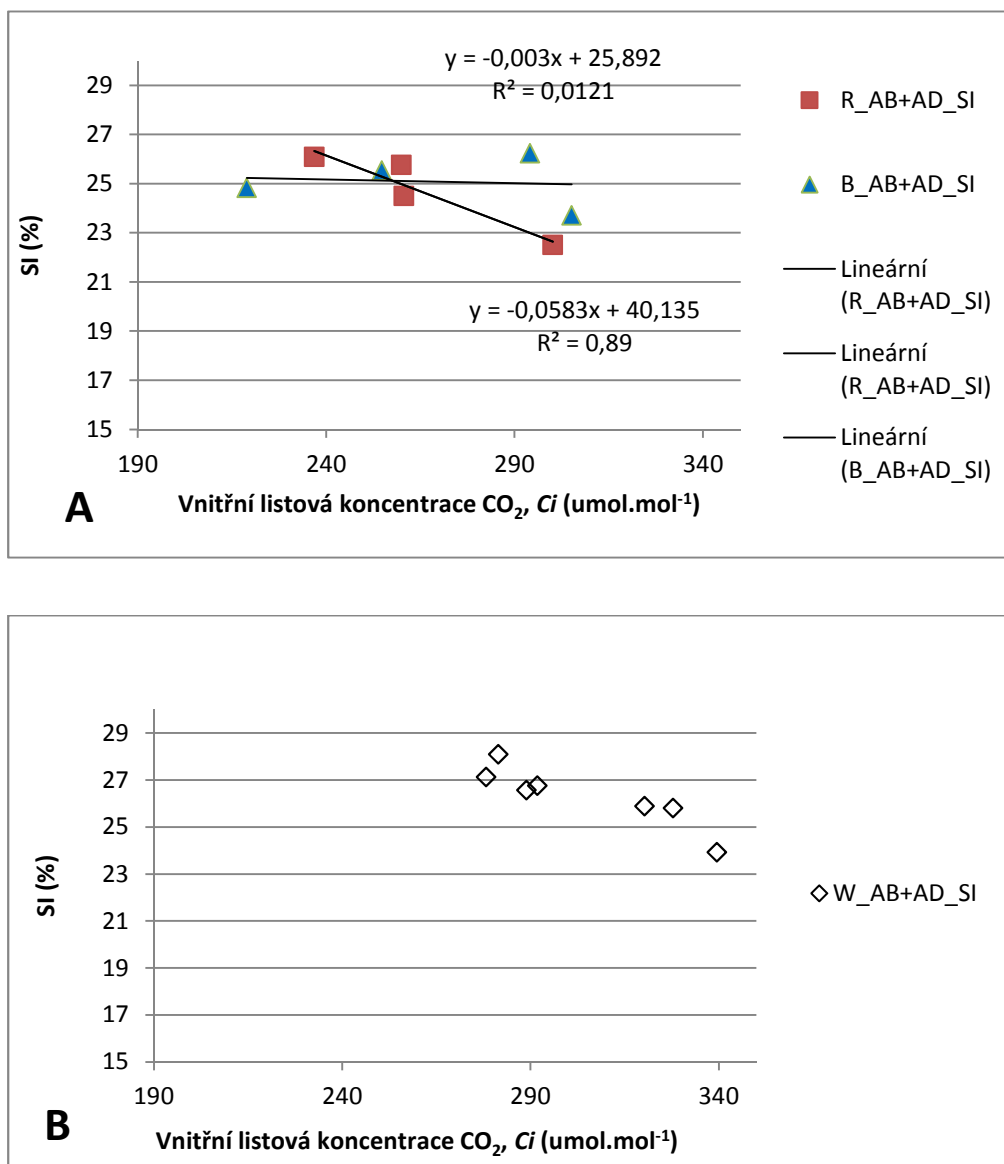 y = -0,003x + 25,892
R² = 0,0121
29
27
25
23
21
19
17
15
SI (%)
y = -0,0583x + 40,135
R² = 0,89
190
240
290
340
Vnitřní listová koncentrace CO₂, Ci (umol.mol⁻¹)
A
R_AB+AD_SI
B_AB+AD_SI
Lineární
(R_AB+AD_SI)
Lineární
(R_AB+AD_SI)
Lineární
(B_AB+AD_SI)
29
27
25
23
21
19
17
15
SI (%)
190
240
290
340
Vnitřní listová koncentrace CO₂, Ci (umol.mol⁻¹)
B
W_AB+AD_SI